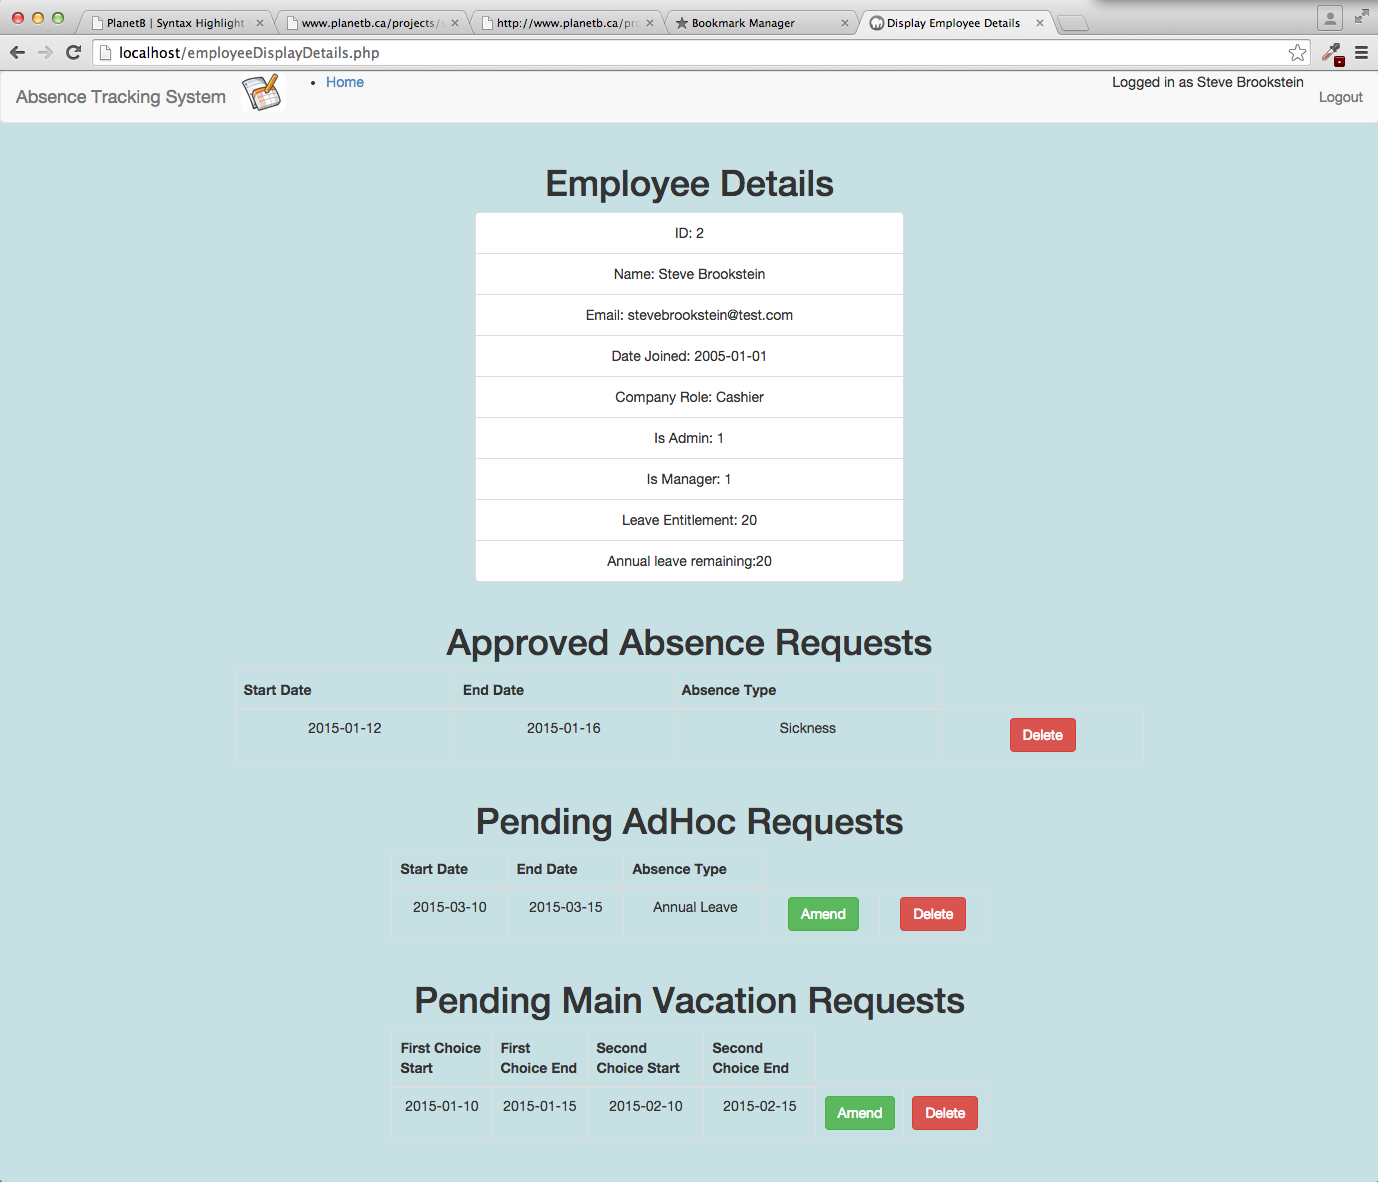 PlanetB | Syntax Highlight
www.planetb.ca/projects/
http://www.planetb.ca/pro
Bookmark Manager
Display Employee Details
localhost/employeeDisplayDetails.php
Absence Tracking System
Home
Logged in as Steve Brookstein
Logout
Employee Details
ID: 2
Name: Steve Brookstein
Email: stevebrookstein@test.com
Date Joined: 2005-01-01
Company Role: Cashier
Is Admin: 1
Is Manager: 1
Leave Entitlement: 20
Annual leave remaining:20
Approved Absence Requests
Start Date End Date Absence Type
2015-01-12 2015-01-16 Sickness Delete
Pending AdHoc Requests
Start Date End Date Absence Type
2015-03-10 2015-03-15 Annual Leave Amend Delete
Pending Main Vacation Requests
First Choice Start First Choice End Second Choice Start Second Choice End
2015-01-10 2015-01-15 2015-02-10 2015-02-15 Amend Delete